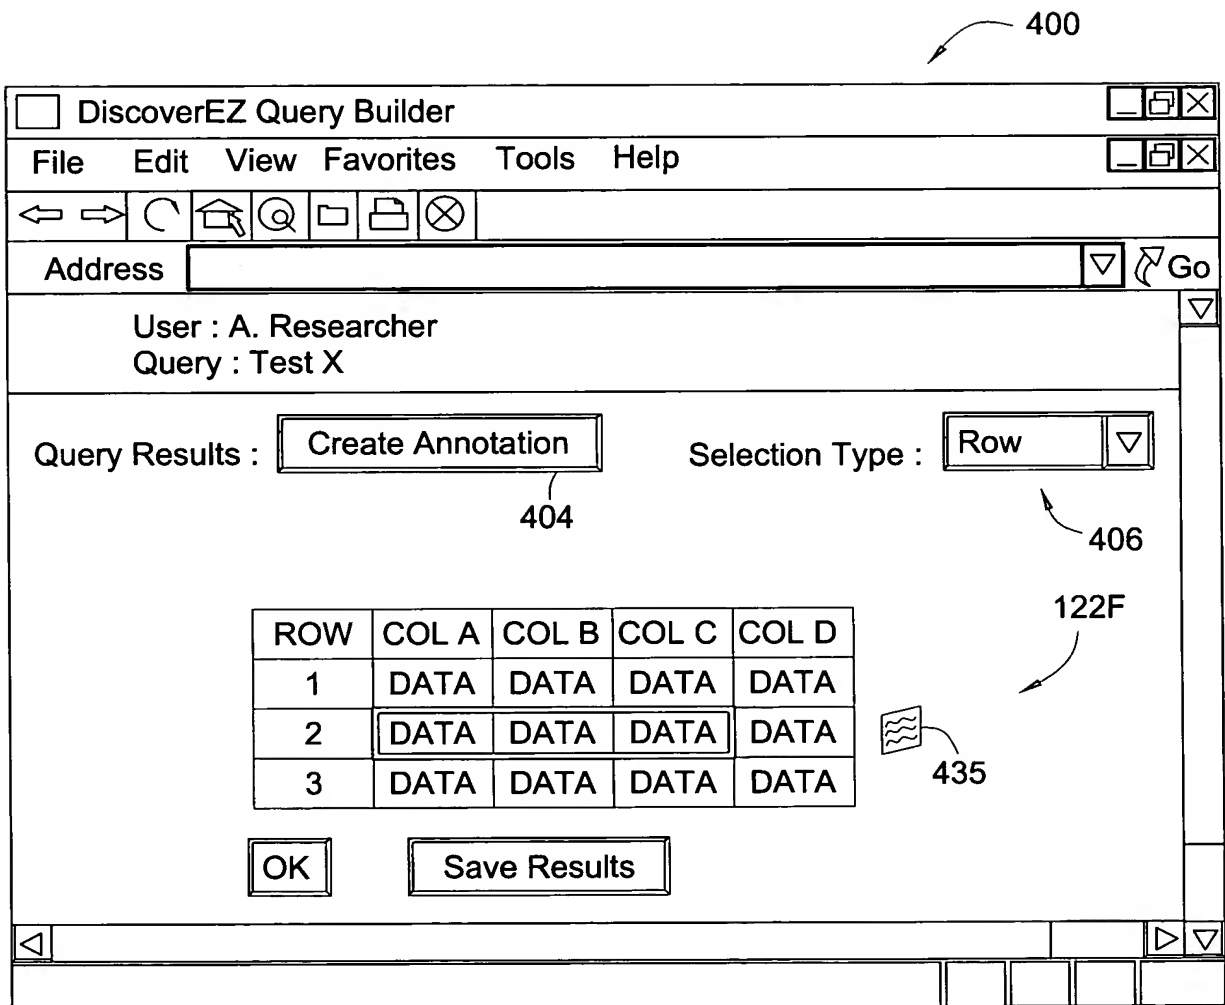 400
DiscoverEZ Query Builder
File Edit View Favorites Tools Help
Address Go
User : A. Researcher
Query : Test X
Query Results : Create Annotation Selection Type : Row
404
406
122F
ROW COL A COL B COL C COL D
1 DATA DATA DATA DATA
2 DATA DATA DATA DATA
435
3 DATA DATA DATA DATA
OK Save Results